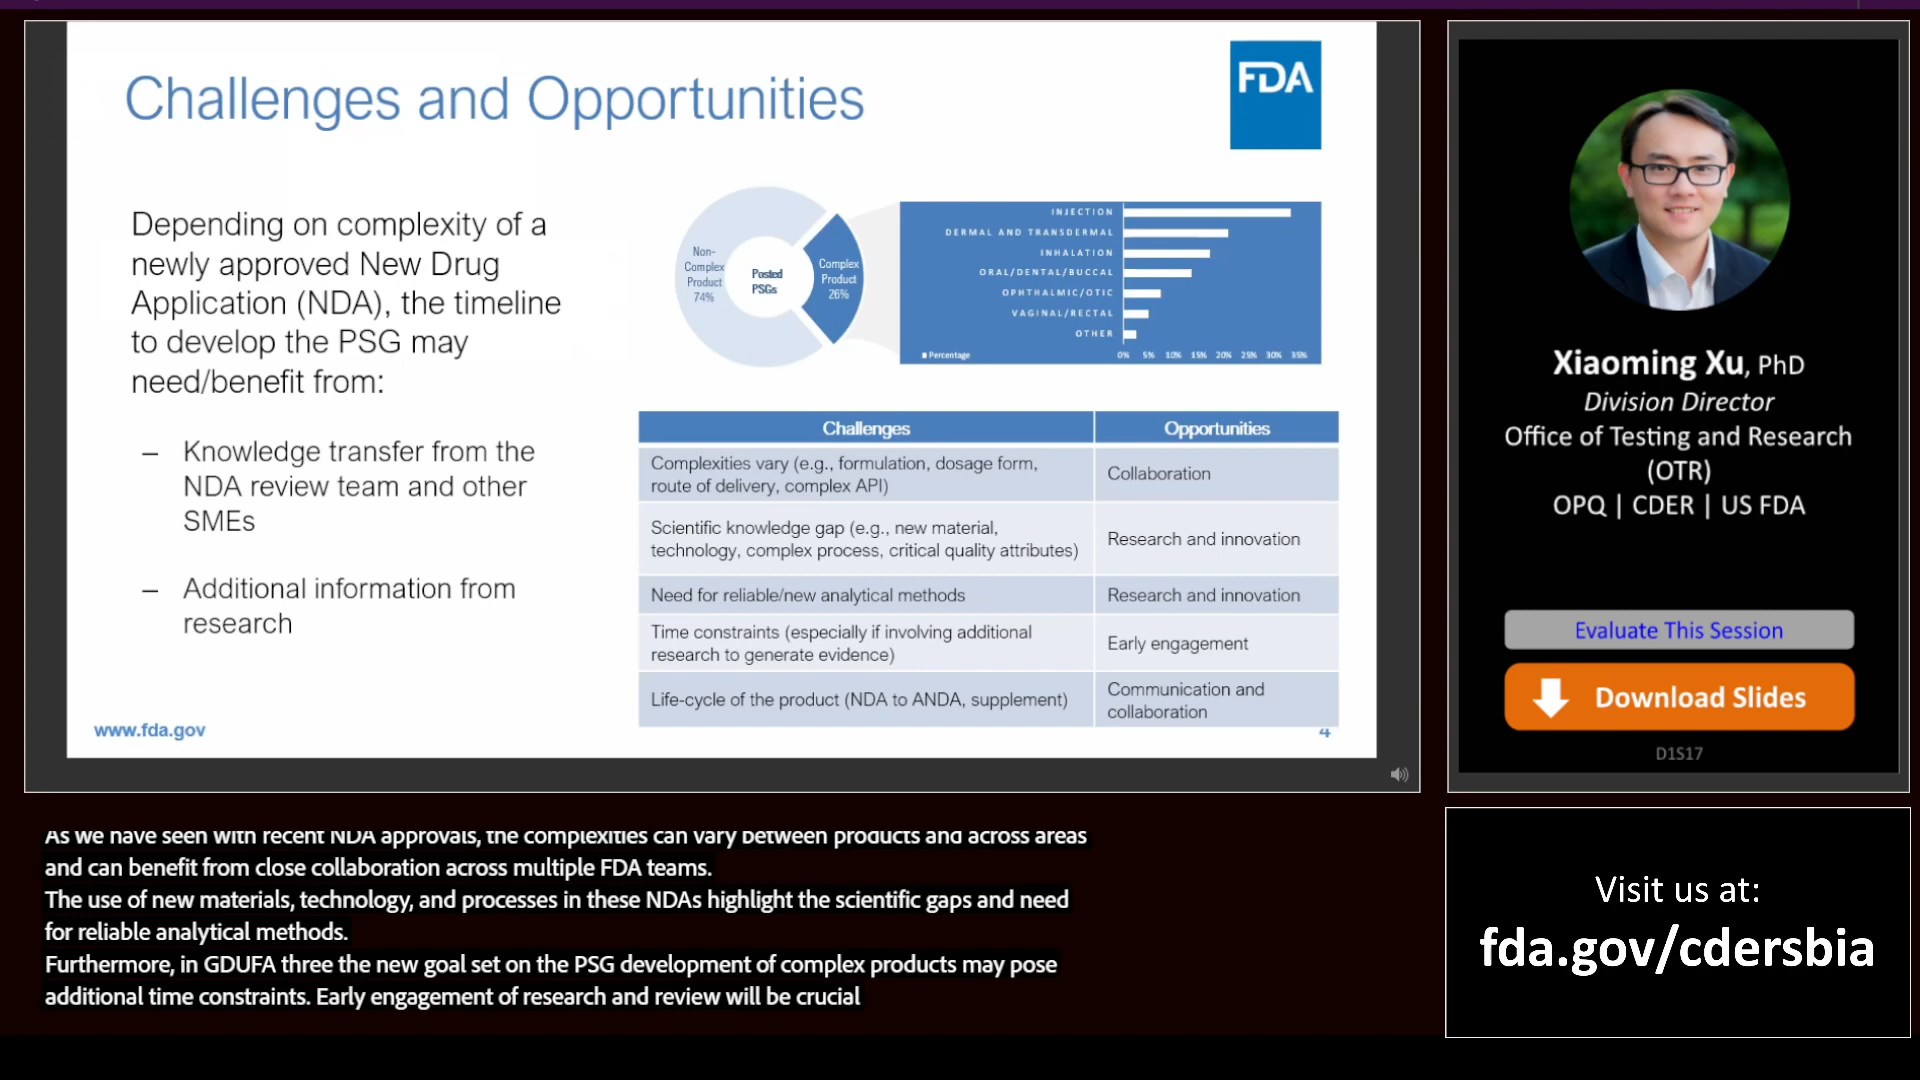 Challenges and Opportunities
FDA
Depending on complexity of a
newly approved New Drug
Application (NDA), the timeline
to develop the PSG may
need/benefit from:
– Knowledge transfer from the
NDA review team and other
SMEs
– Additional information from
research
Non-
Complex
Product
74%
Posted
PSGs
Complex
Product
26%
INJECTION
DERMAL AND TRANSDERMAL
INHALATION
ORAL/DENTAL/BUCCAL
OPHTHALMIC/OTIC
VAGINAL/RECTAL
OTHER
Percentage
0% 5% 10% 15% 20% 25% 30% 35%
Challenges Opportunities
Complexities vary (e.g., formulation, dosage form,
route of delivery, complex API)
Collaboration
Scientific knowledge gap (e.g., new material,
technology, complex process, critical quality attributes)
Research and innovation
Need for reliable/new analytical methods
Research and innovation
Time constraints (especially if involving additional
research to generate evidence)
Early engagement
Life-cycle of the product (NDA to ANDA, supplement)
Communication and
collaboration
www.fda.gov
4
Xiaoming Xu, PhD
Division Director
Office of Testing and Research
(OTR)
OPQ | CDER | US FDA
Evaluate This Session
Download Slides
D1S17
As we have seen with recent NDA approvals, the complexities can vary between products and across areas
and can benefit from close collaboration across multiple FDA teams.
The use of new materials, technology, and processes in these NDAs highlight the scientific gaps and need
for reliable analytical methods.
Furthermore, in GDUFA three the new goal set on the PSG development of complex products may pose
additional time constraints. Early engagement of research and review will be crucial
Visit us at:
fda.gov/cdersbia